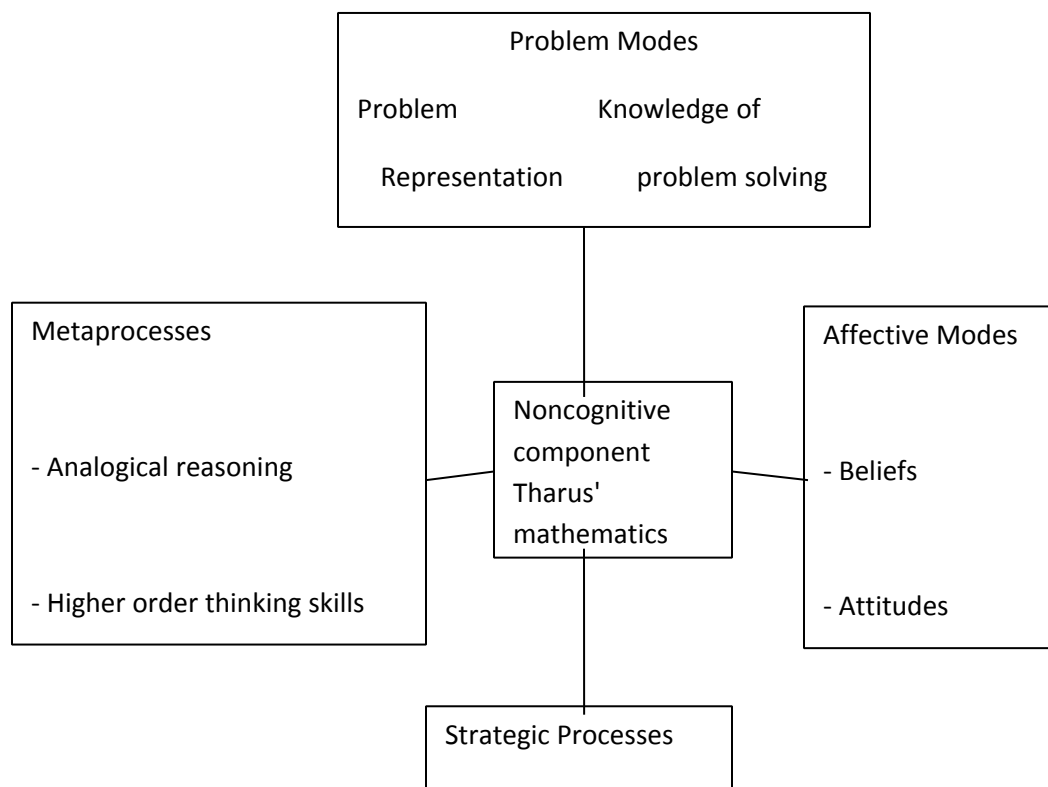 Problem Modes
Problem Knowledge of
Representation problem solving
Metaprocesses
- Analogical reasoning
- Higher order thinking skills
Noncognitive
component
Tharus'
mathematics
Affective Modes
- Beliefs
- Attitudes
Strategic Processes